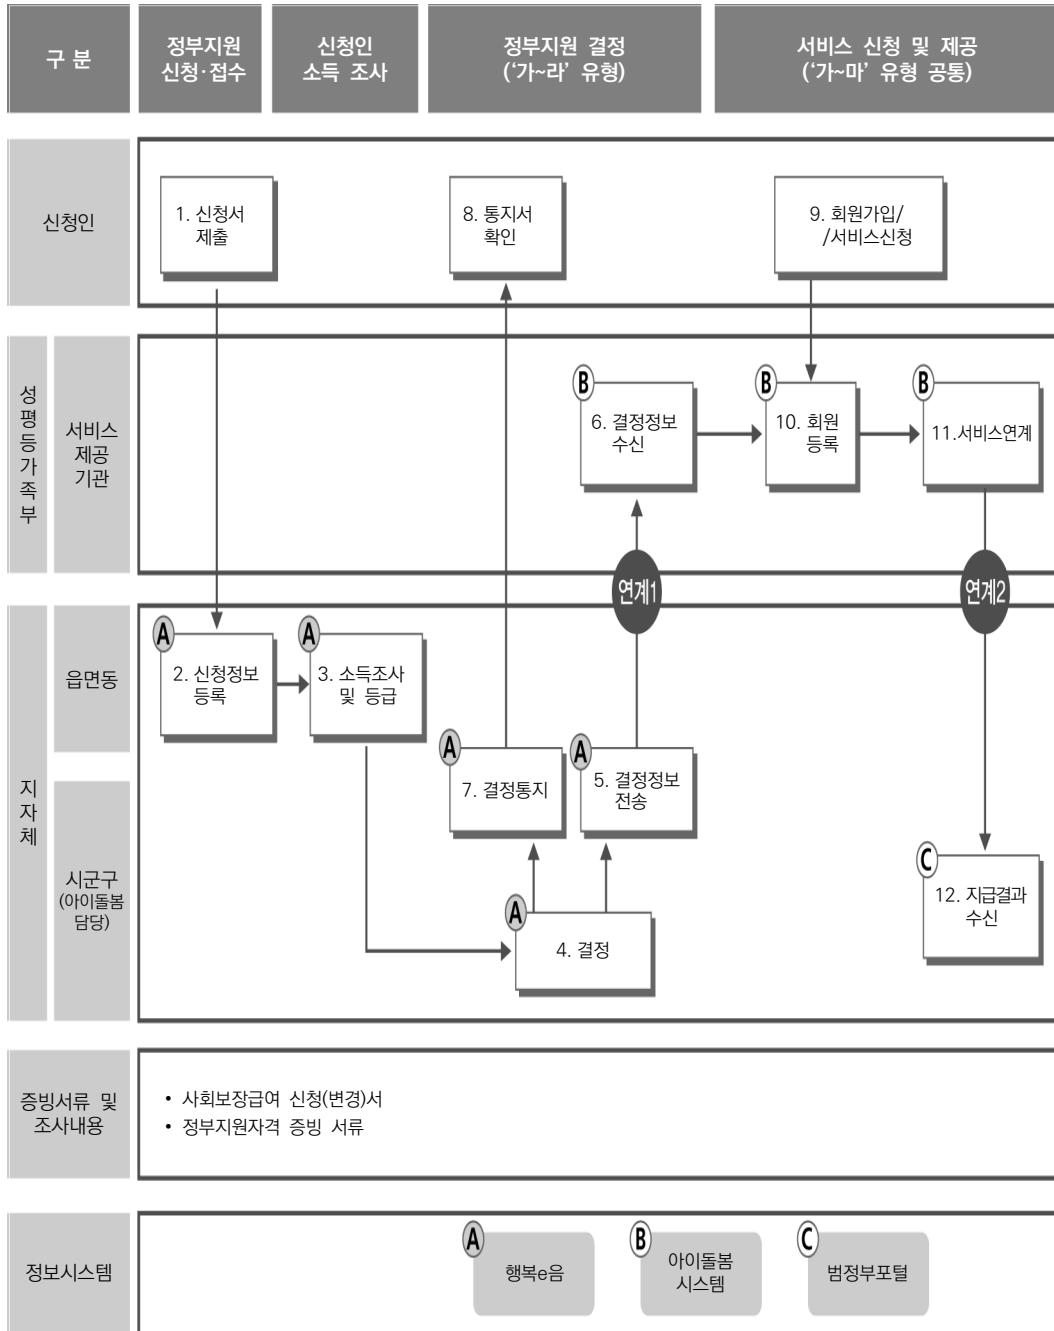 구 분
정부지원
신청·접수
신청인
소득 조사
정부지원 결정
(‘가~라’ 유형)
서비스 신청 및 제공
(‘가~마’ 유형 공통)
신청인
1. 신청서
제출
8. 통지서
확인
9. 회원가입/
/서비스신청
성평등가족부
서비스
제공
기관
B
6. 결정정보
수신
B
10. 회원
등록
B
11.서비스연계
연계1
연계2
지자체
읍면동
A
2. 신청정보
등록
A
3. 소득조사
및 등급
A
7. 결정통지
A
5. 결정정보
전송
시군구
(아이돌봄
담당)
A
4. 결정
C
12. 지급결과
수신
증빙서류 및
조사내용
• 사회보장급여 신청(변경)서
• 정부지원자격 증빙 서류
정보시스템
A
행복e음
B
아이돌봄
시스템
C
범정부포털